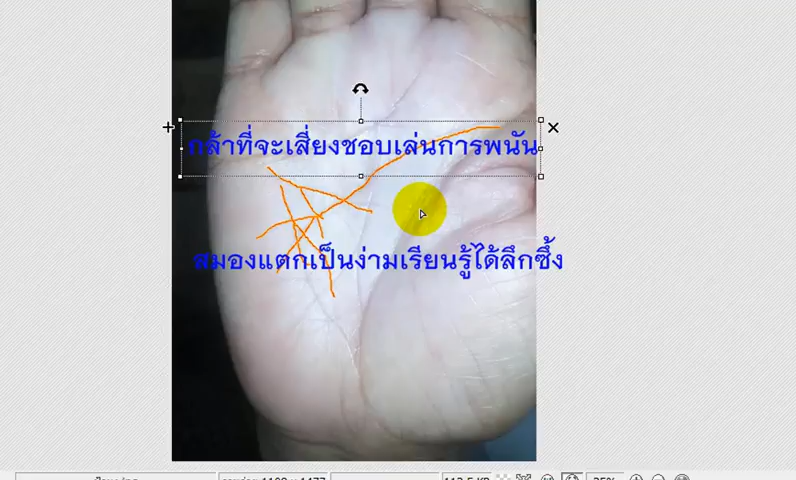 กล้าที่จะเสี่ยงชอบเล่นการพนัน
สมองแตกเป็นง่ามเรียนรู้ได้ลึกซึ้ง